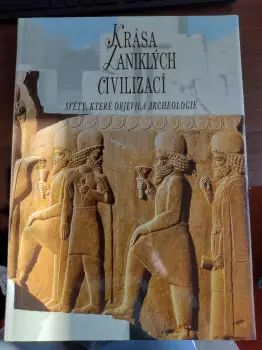 KRÁSA
ZANIKLÝCH
CIVILIZACÍ
SVĚTY, KTERÉ OBJEVILA ARCHEOLOGIE